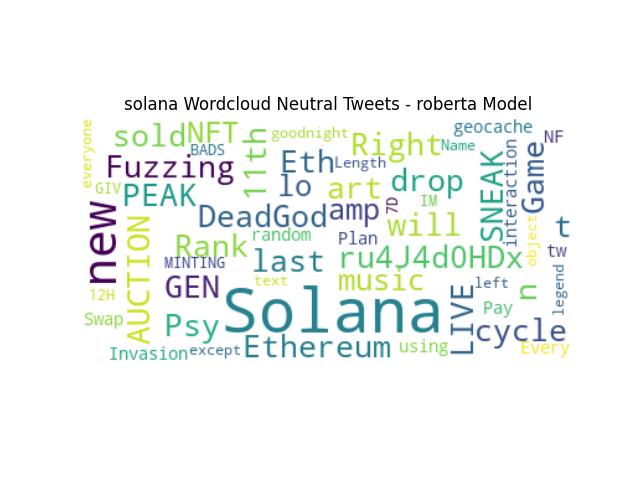 solana Wordcloud Neutral Tweets - roberta Model
everyone
sold
NFT
BADS
11th
goodnight
Eth
Length
Right
Name
geocache
NF
Fuzzing
GIV
PEAK
lo
art
drop
SNEAK
interaction
Game
new
AUCTION
DeadGod
amp
7D
IM
will
t
Rank
random
Plan
ru4J4d0HDx
object
tw
MINTING
last
GEN
text
music
left
n
legend
12H
Swap
Psy
Solana
LIVE
Pay
cycle
Invasion
except
Ethereum
using
Every